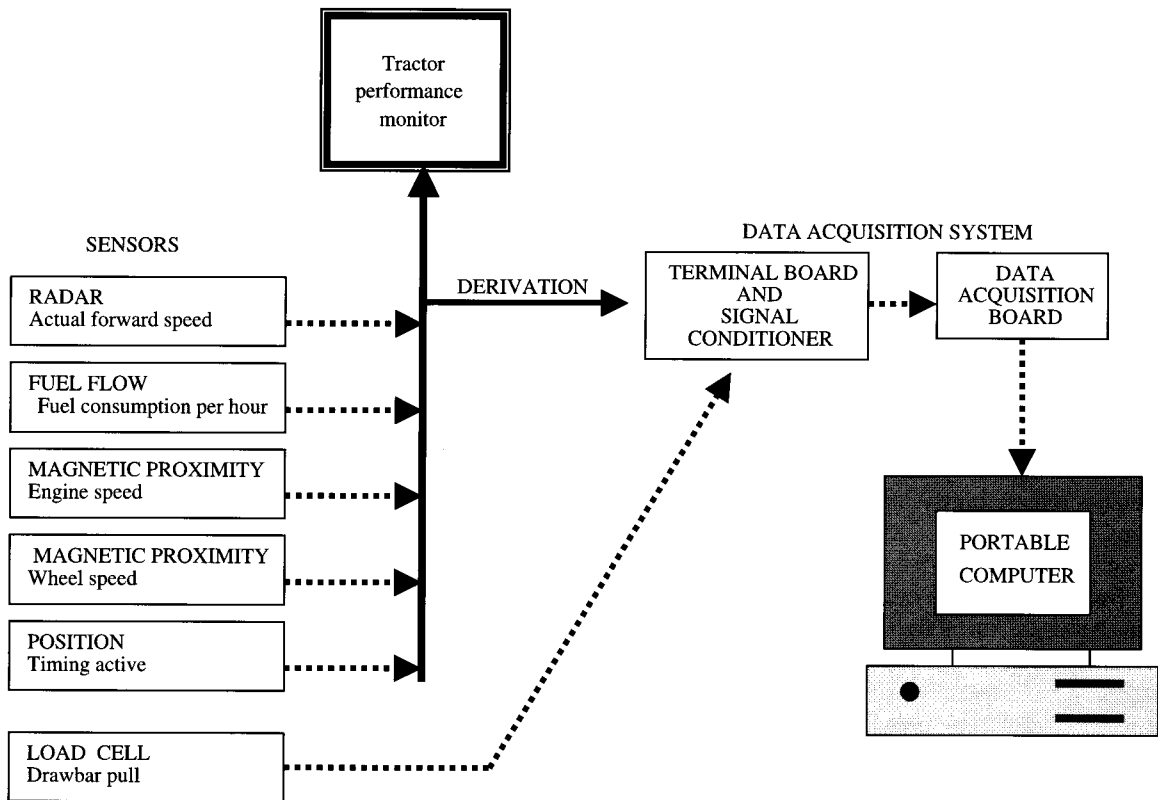 Tractor
performance
monitor
SENSORS
RADAR
Actual forward speed
FUEL FLOW
Fuel consumption per hour
MAGNETIC PROXIMITY
Engine speed
MAGNETIC PROXIMITY
Wheel speed
POSITION
Timing active
LOAD CELL
Drawbar pull
DERIVATION
DATA ACQUISITION SYSTEM
TERMINAL BOARD
AND
SIGNAL
CONDITIONER
DATA
ACQUISITION
BOARD
PORTABLE
COMPUTER